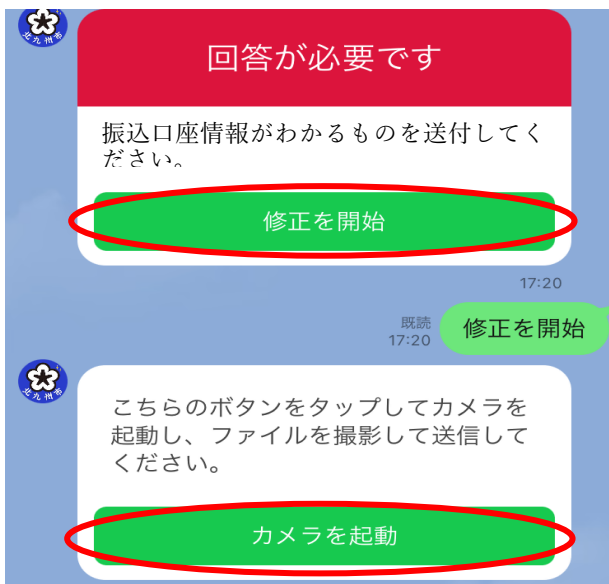 北九州市
回答が必要です
振込口座情報がわかるものを送付してく
ださい。
修正を開始
17:20
既読
17:20
修正を開始
北九州市
こちらのボタンをタップしてカメラを
起動し、ファイルを撮影して送信して
ください。
カメラを起動